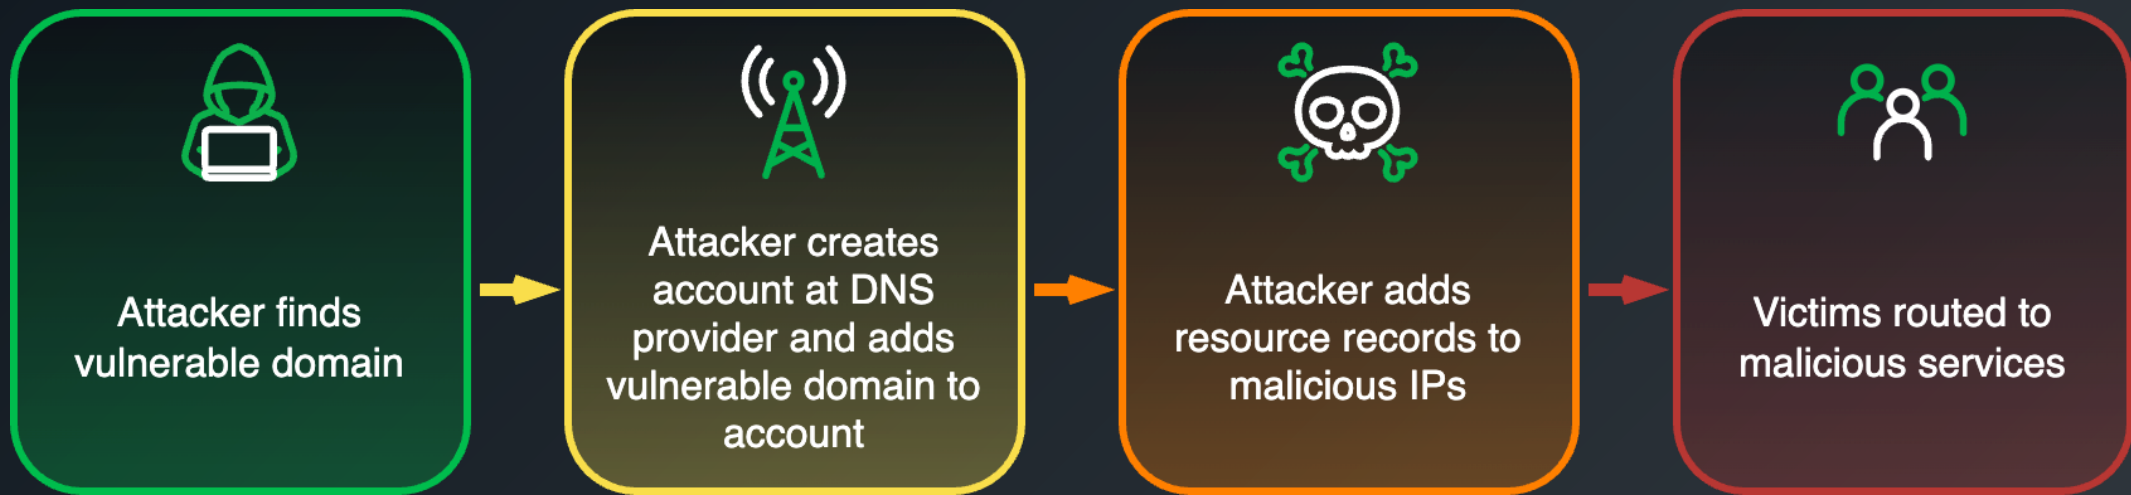 Attacker finds
vulnerable domain
Attacker creates
account at DNS
provider and adds
vulnerable domain to
account
Attacker adds
resource records to
malicious IPs
Victims routed to
malicious services